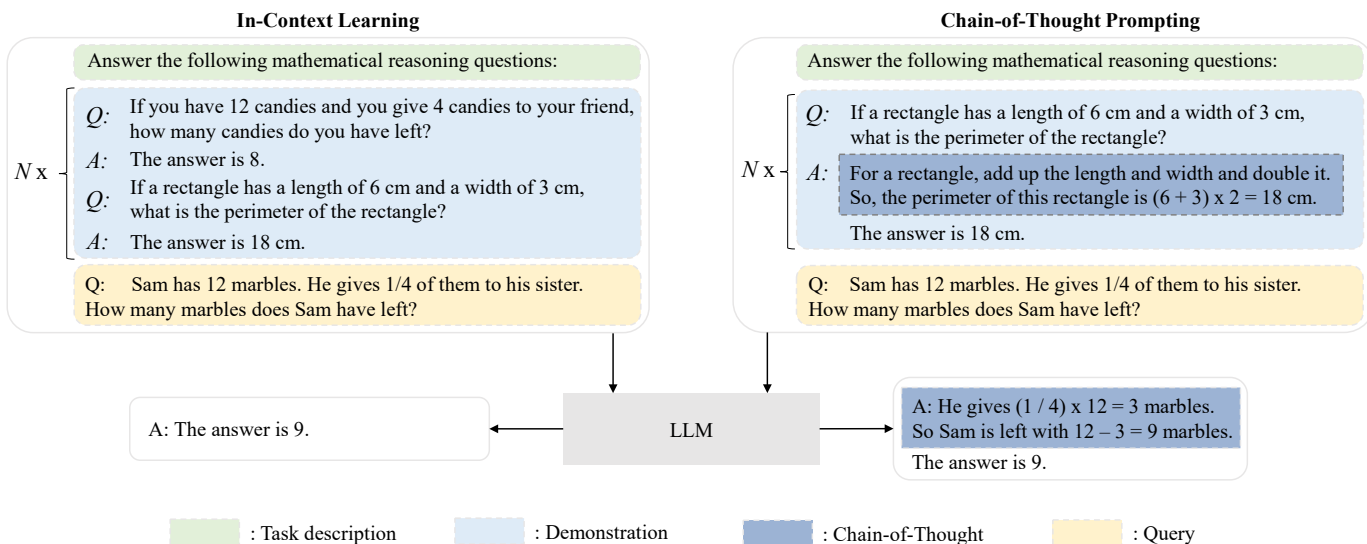 In-Context Learning
Answer the following mathematical reasoning questions:
N x
Q: If you have 12 candies and you give 4 candies to your friend,
how many candies do you have left?
A: The answer is 8.
Q: If a rectangle has a length of 6 cm and a width of 3 cm,
what is the perimeter of the rectangle?
A: The answer is 18 cm.
Q: Sam has 12 marbles. He gives 1/4 of them to his sister.
How many marbles does Sam have left?
Chain-of-Thought Prompting
Answer the following mathematical reasoning questions:
N x
Q: If a rectangle has a length of 6 cm and a width of 3 cm,
what is the perimeter of the rectangle?
A: For a rectangle, add up the length and width and double it.
So, the perimeter of this rectangle is (6 + 3) x 2 = 18 cm.
The answer is 18 cm.
Q: Sam has 12 marbles. He gives 1/4 of them to his sister.
How many marbles does Sam have left?
A: The answer is 9.
LLM
A: He gives (1 / 4) x 12 = 3 marbles.
So Sam is left with 12 – 3 = 9 marbles.
The answer is 9.
: Task description
: Demonstration
: Chain-of-Thought
: Query